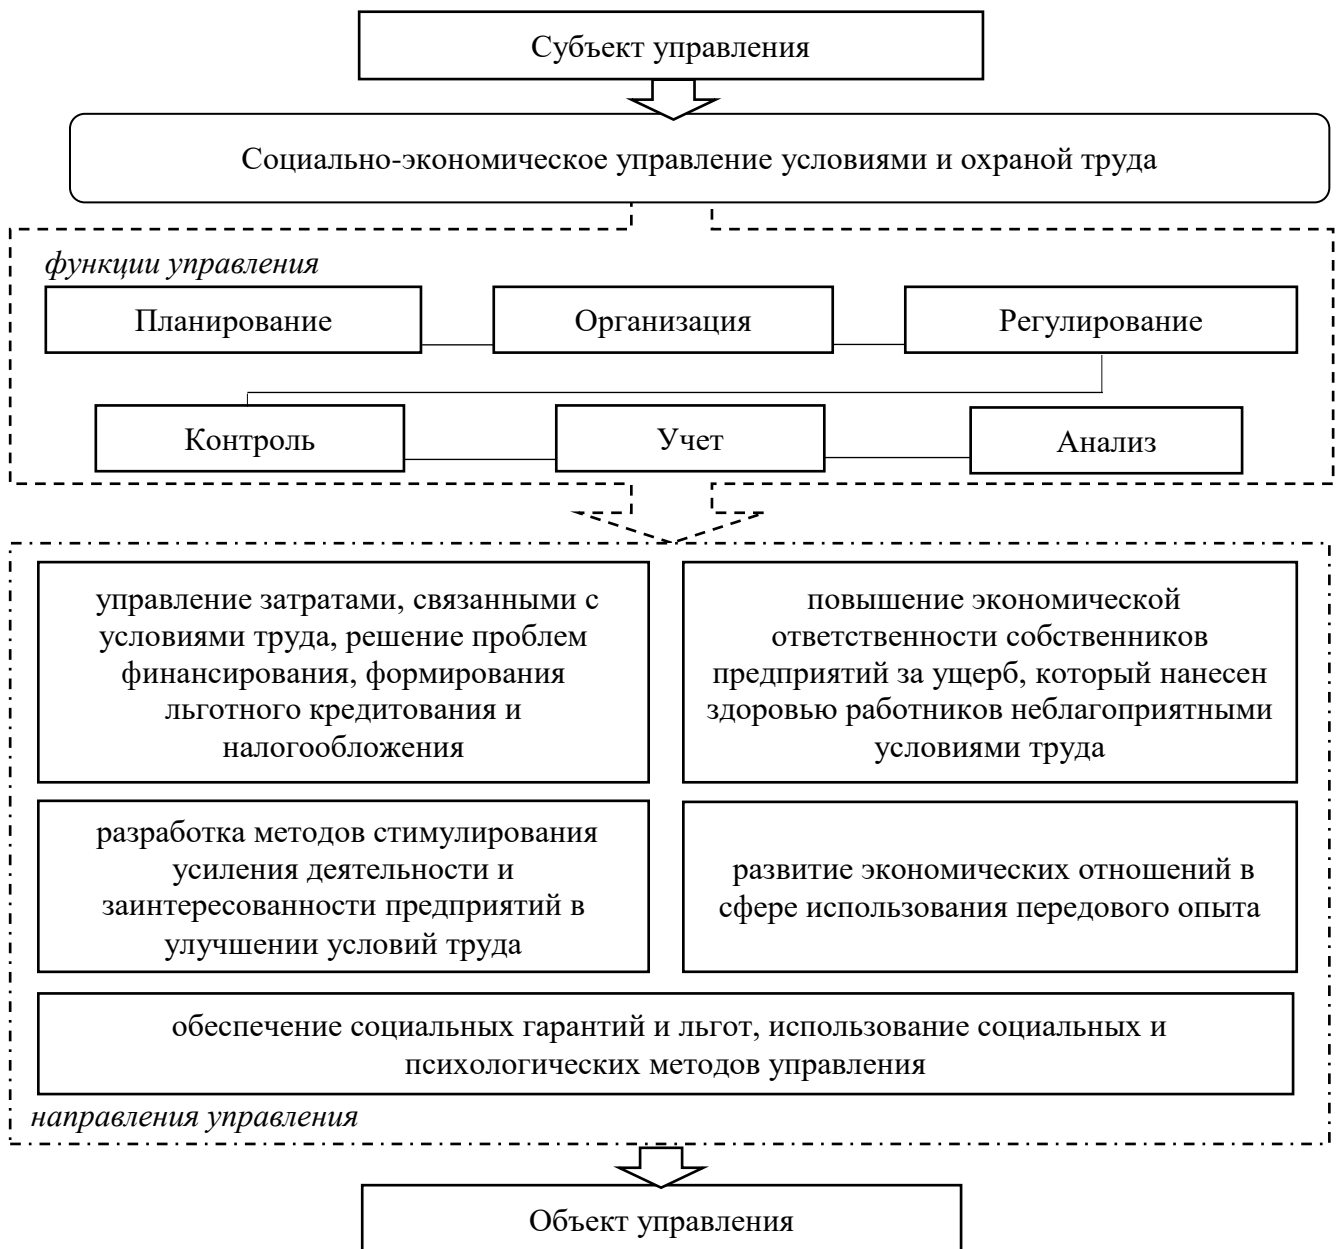 Субъект управления
Социально-экономическое управление условиями и охраной труда
функции управления
Планирование
Организация
Регулирование
Контроль
Учет
Анализ
управление затратами, связанными с
условиями труда, решение проблем
финансирования, формирования
льготного кредитования и
налогообложения
повышение экономической
ответственности собственников
предприятий за ущерб, который нанесен
здоровью работников неблагоприятными
условиями труда
разработка методов стимулирования
усиления деятельности и
заинтересованности предприятий в
улучшении условий труда
развитие экономических отношений в
сфере использования передового опыта
обеспечение социальных гарантий и льгот, использование социальных и
психологических методов управления
направления управления
Объект управления